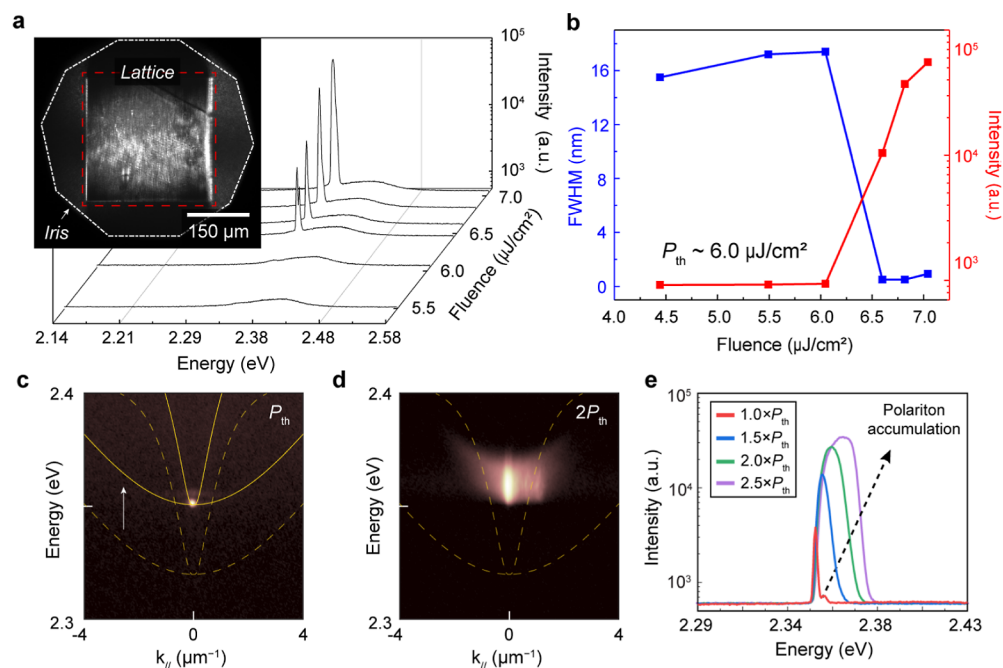 a
Lattice
Iris
150 µm
10⁵
10⁴
10³
Intensity (a.u.)
7.0
6.5
6.0
5.5
Fluence (µJ/cm²)
2.14 2.21 2.29 2.38 2.48 2.58
Energy (eV)
b
16
12
8
4
0
FWHM (nm)
P_th ~ 6.0 µJ/cm²
10⁵
10⁴
10³
Intensity (a.u.)
4.0 4.5 5.0 5.5 6.0 6.5 7.0
Fluence (µJ/cm²)
c
2.4
P_th
Energy (eV)
2.3
-4 0 4
k_// (µm⁻¹)
d
2.4
2P_th
Energy (eV)
2.3
-4 0 4
k_// (µm⁻¹)
e
10⁵
10⁴
10³
Intensity (a.u.)
1.0×P_th
1.5×P_th
2.0×P_th
2.5×P_th
Polariton
accumulation
2.29 2.34 2.38 2.43
Energy (eV)